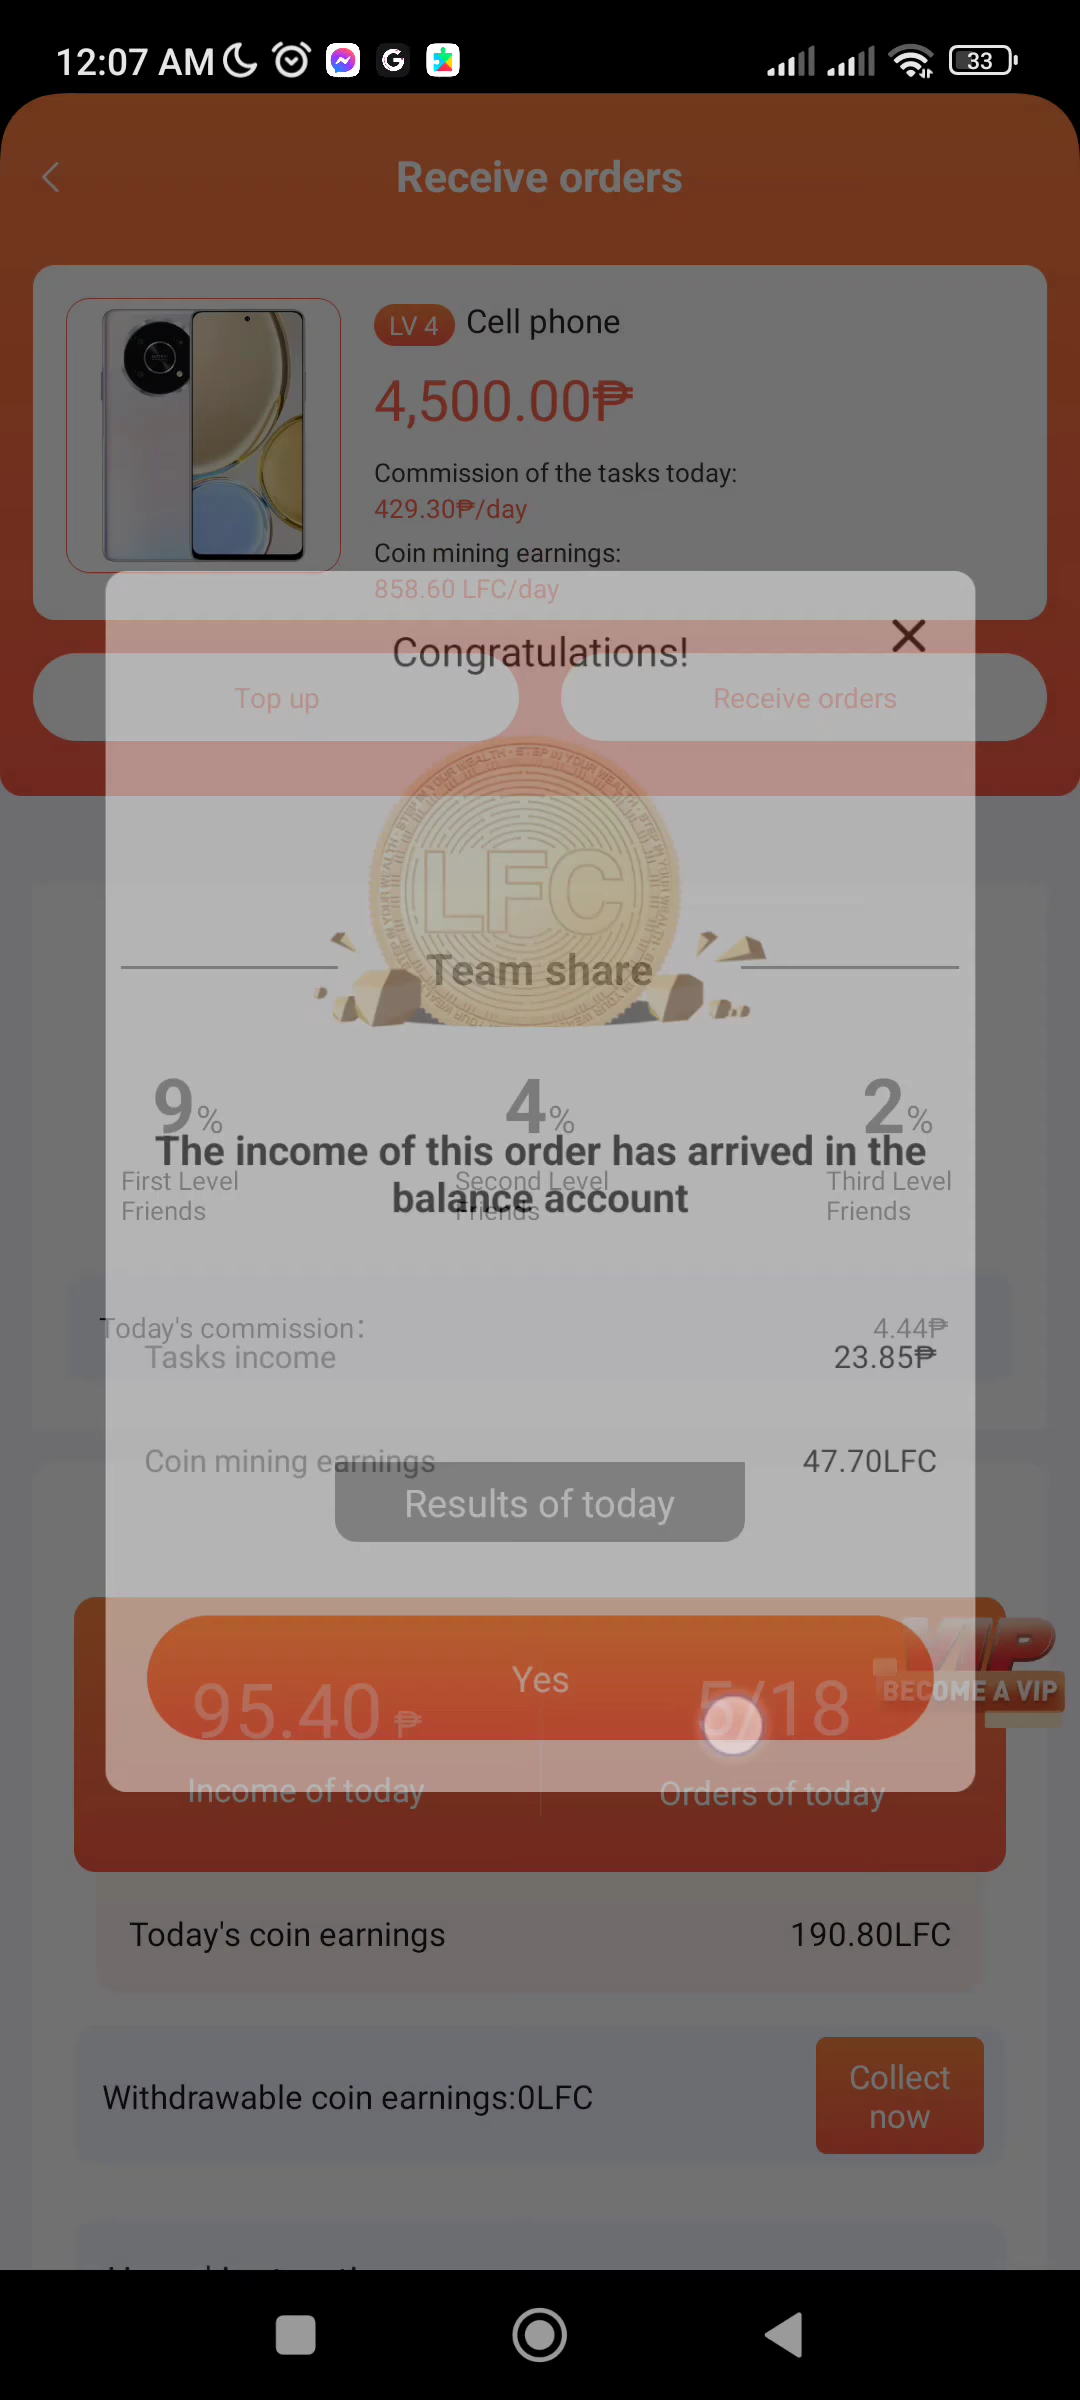 12:07 AM
33
Receive orders
LV 4 Cell phone
4,500.00₱
Commission of the tasks today:
429.30₱/day
Coin mining earnings:
858.60 LFC/day
Congratulations!
Top up
Receive orders
LFC
Team share
9%
4%
2%
The income of this order has arrived in the
balance account
First Level
Friends
Second Level
Friends
Third Level
Friends
Today's commission:
4.44₱
Tasks income
23.85₱
Coin mining earnings
47.70LFC
Results of today
Yes
95.40 ₱
5/18
VIP
BECOME A VIP
Income of today
Orders of today
Today's coin earnings
190.80LFC
Withdrawable coin earnings:0LFC
Collect
now